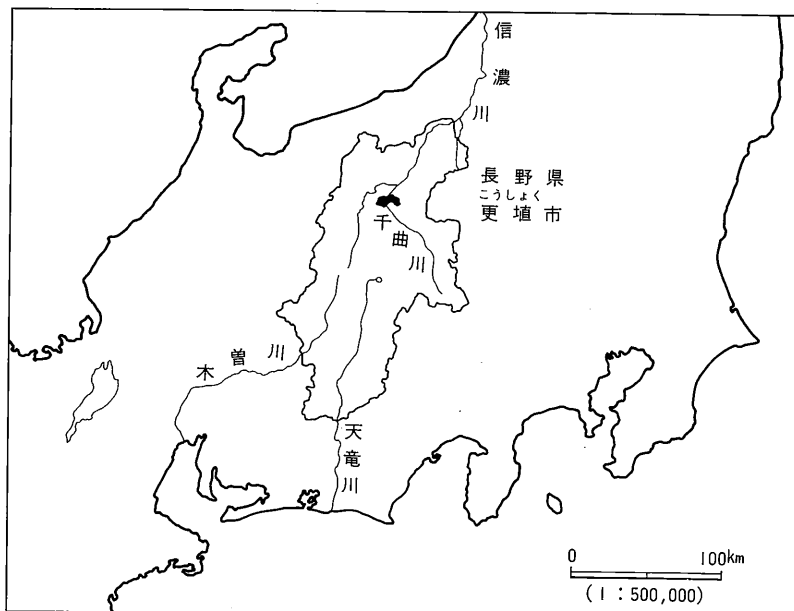 信濃川
長野県
こうしょく
更埴市
千曲川
木曽川
天竜川
0 100km
(1:500,000)